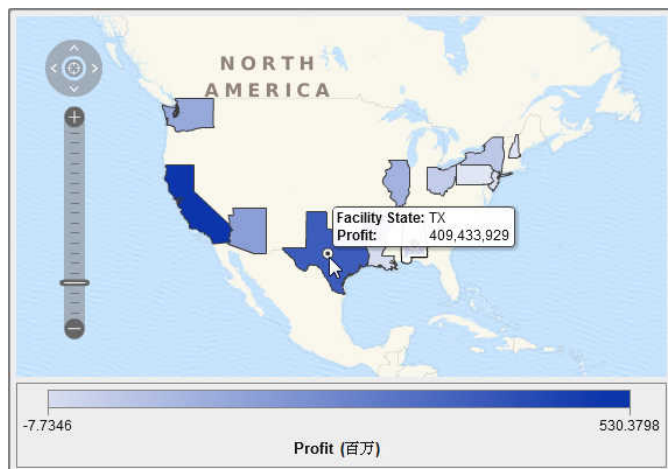 NORTH
AMERICA
Facility State: TX
Profit: 409,433,929
-7.7346 530.3798
Profit (百万)